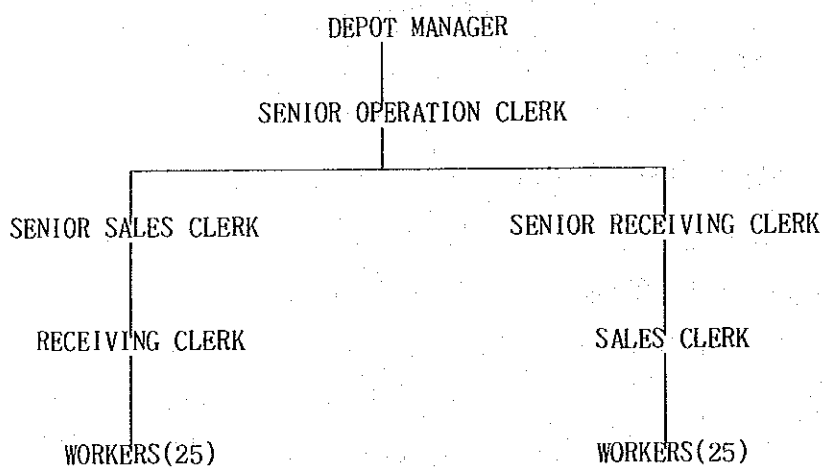 DEPOT MANAGER
SENIOR OPERATION CLERK
SENIOR SALES CLERK
SENIOR RECEIVING CLERK
RECEIVING CLERK
SALES CLERK
WORKERS(25)
WORKERS(25)